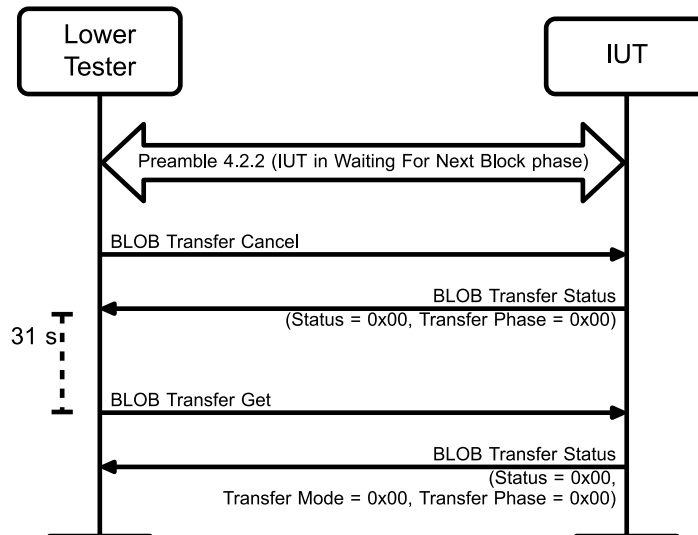 Lower
Tester
IUT
Preamble 4.2.2 (IUT in Waiting For Next Block phase)
BLOB Transfer Cancel
BLOB Transfer Status
(Status = 0x00, Transfer Phase = 0x00)
31 s
BLOB Transfer Get
BLOB Transfer Status
(Status = 0x00,
Transfer Mode = 0x00, Transfer Phase = 0x00)